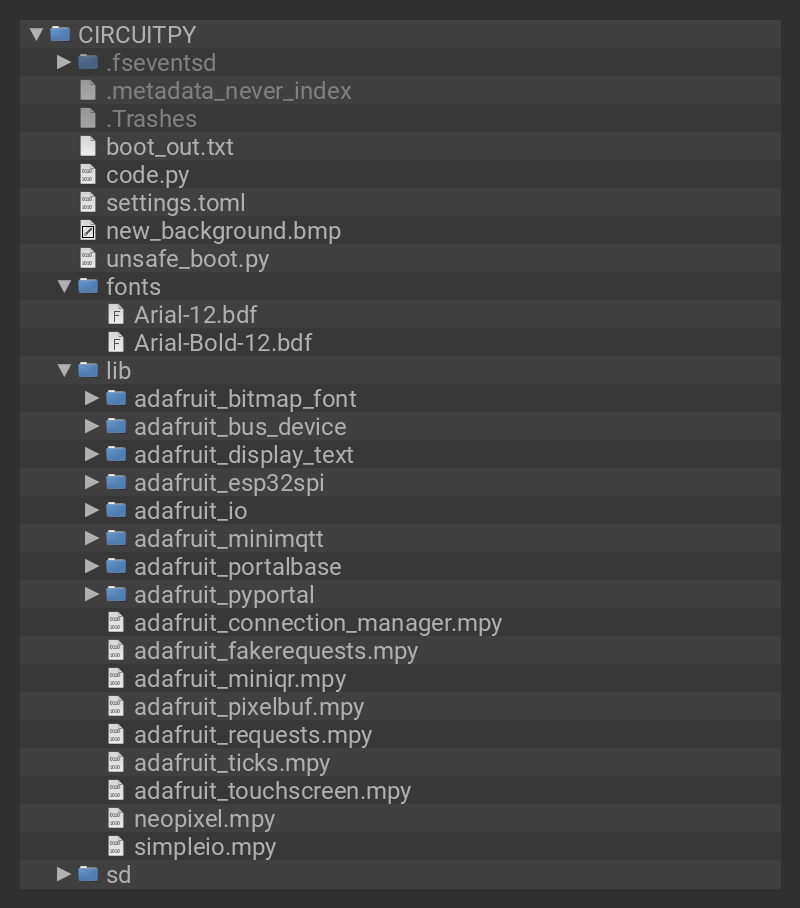 CIRCUITPY
.fseventsd
.metadata_never_index
.Trashes
boot_out.txt
code.py
settings.toml
new_background.bmp
unsafe_boot.py
fonts
Arial-12.bdf
Arial-Bold-12.bdf
lib
adafruit_bitmap_font
adafruit_bus_device
adafruit_display_text
adafruit_esp32spi
adafruit_io
adafruit_minimqtt
adafruit_portalbase
adafruit_pyportal
adafruit_connection_manager.mpy
adafruit_fakerequests.mpy
adafruit_miniqr.mpy
adafruit_pixelbuf.mpy
adafruit_requests.mpy
adafruit_ticks.mpy
adafruit_touchscreen.mpy
neopixel.mpy
simpleio.mpy
sd